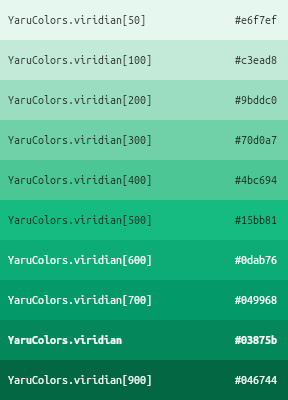 YaruColors.viridian[50] #e6f7ef
YaruColors.viridian[100] #c3ead8
YaruColors.viridian[200] #9bddc0
YaruColors.viridian[300] #70d0a7
YaruColors.viridian[400] #4bc694
YaruColors.viridian[500] #15bb81
YaruColors.viridian[600] #0dab76
YaruColors.viridian[700] #049968
YaruColors.viridian #03875b
YaruColors.viridian[900] #046744